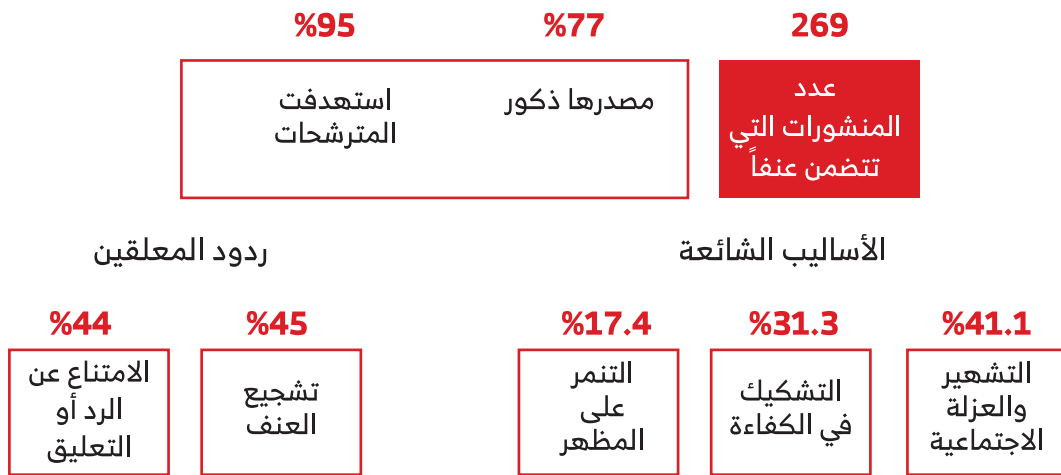 269
عدد
المنشورات التي
تتضمن عنفاً
%77
مصدرها ذكور
%95
استهدفت
المترشحات
الأساليب الشائعة
%41.1
التشهير
والعزلة
الاجتماعية
%31.3
التشكيك
في الكفاءة
%17.4
التنمر
على
المظهر
ردود المعلقين
%45
تشجيع
العنف
%44
الامتناع عن
الرد أو
التعليق